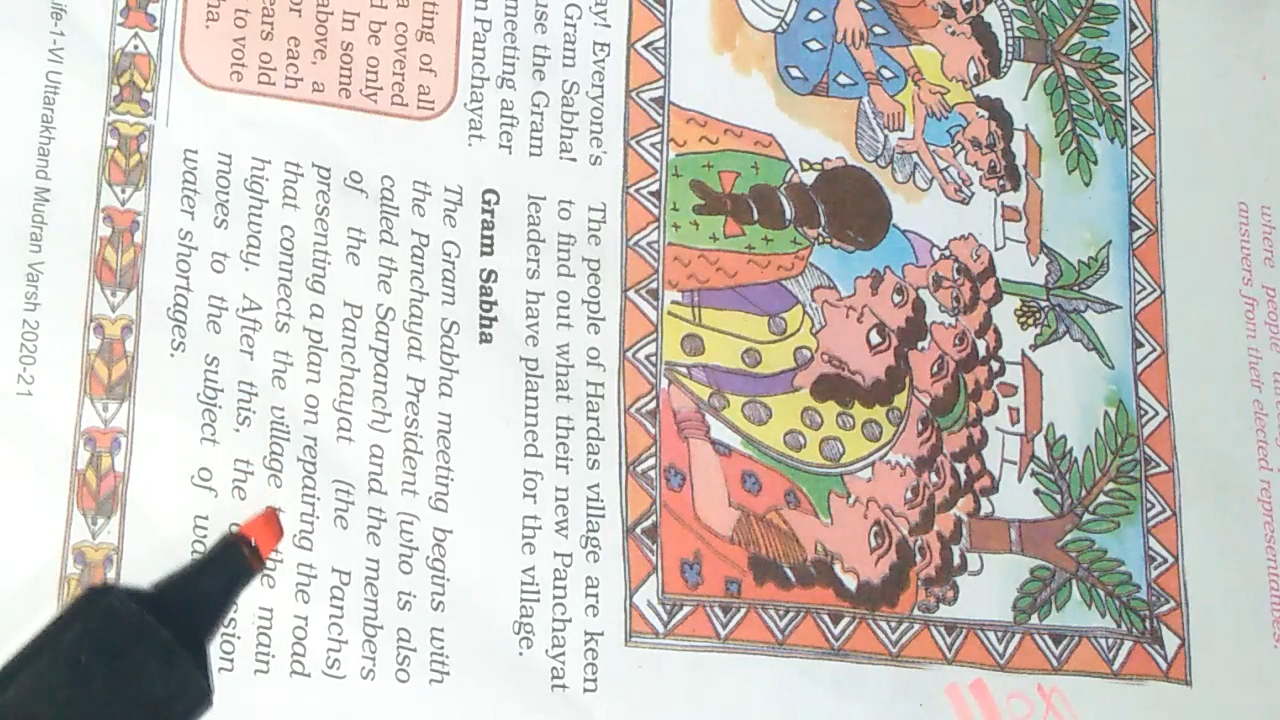 where people
answers from their elected representatives.
ay! Everyone's
Gram Sabha!
use the Gram
meeting after
Panchayat.
ting of all
a covered
d be only
In some
above, a
or each
ears old
to vote
ha.
The people of Hardas village are keen
to find out what their new Panchayat
leaders have planned for the village.
Gram Sabha
The Gram Sabha meeting begins with
the Panchayat President (who is also
called the Sarpanch) and the members
of the Panchayat (the Panchs)
presenting a plan on repairing the road
that connects the village the main
highway. After this, the
moves to the subject of
water shortages.
ife-1-VI Uttarakhand Mudran Varsh 2020-21